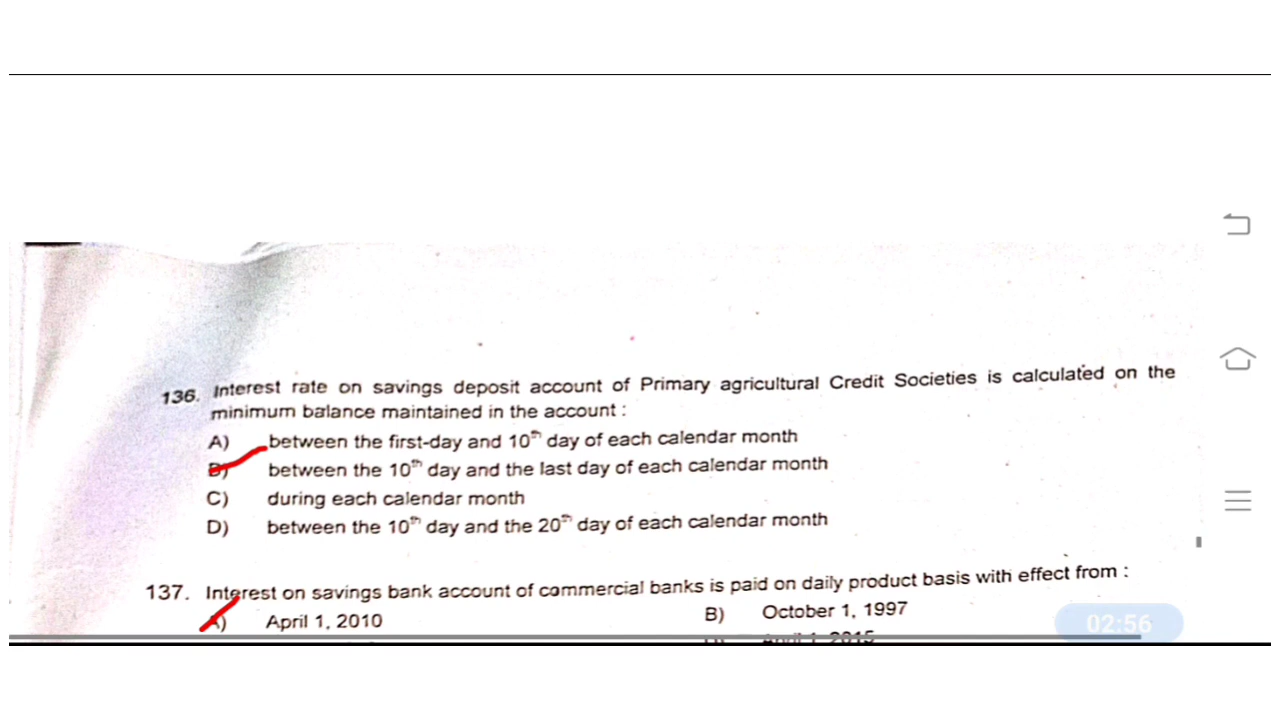 136. Interest rate on savings deposit account of Primary agricultural Credit Societies is calculated on the
minimum balance maintained in the account :
A) between the first-day and 10th day of each calendar month
B) between the 10th day and the last day of each calendar month
C) during each calendar month
D) between the 10th day and the 20th day of each calendar month
137. Interest on savings bank account of commercial banks is paid on daily product basis with effect from :
A) April 1, 2010 B) October 1, 1997
April 1 2015
02:56